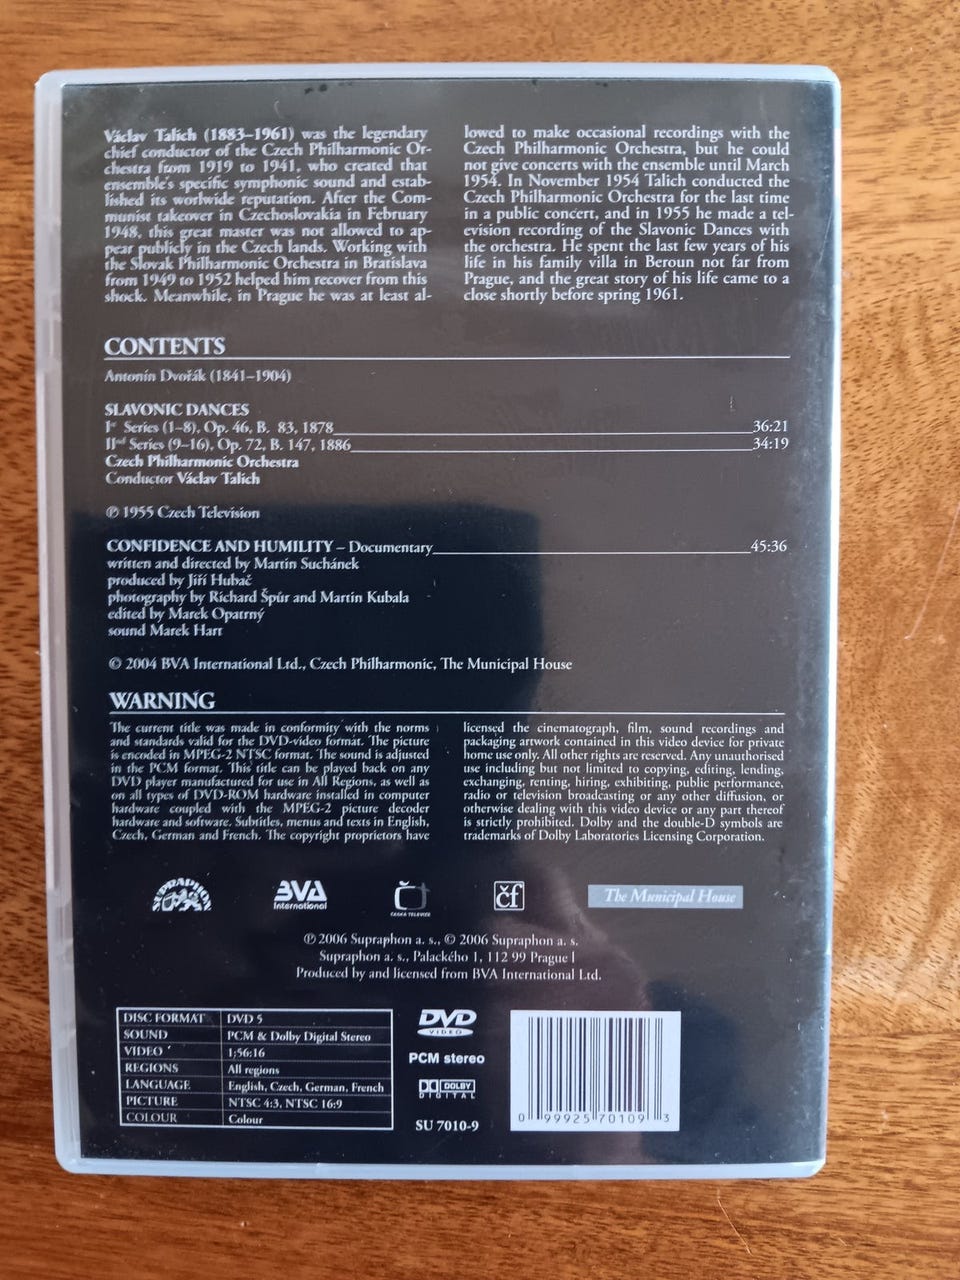 Václav Talich (1883–1961) was the legendary
chief conductor of the Czech Philharmonic Or-
chestra from 1919 to 1941, who created that
ensemble's specific symphonic sound and estab-
lished its worlwide reputation. After the Com-
munist takeover in Czechoslovakia in February
1948, this great master was not allowed to ap-
pear publicly in the Czech lands. Working with
the Slovak Philharmonic Orchestra in Bratislava
from 1949 to 1952 helped him recover from this
shock. Meanwhile, in Prague he was at least al-
lowed to make occasional recordings with the
Czech Philharmonic Orchestra, but he could
not give concerts with the ensemble until March
1954. In November 1954 Talich conducted the
Czech Philharmonic Orchestra for the last time
in a public concert, and in 1955 he made a tel-
evision recording of the Slavonic Dances with
the orchestra. He spent the last few years of his
life in his family villa in Beroun not far from
Prague, and the great story of his life came to a
close shortly before spring 1961.
CONTENTS
Antonín Dvořák (1841–1904)
SLAVONIC DANCES
Ist Series (1–8), Op. 46, B. 83, 1878 36:21
IInd Series (9–16), Op. 72, B. 147, 1886 34:19
Czech Philharmonic Orchestra
Conductor Václav Talich
℗ 1955 Czech Television
CONFIDENCE AND HUMILITY – Documentary 45:36
written and directed by Martin Suchánek
produced by Jiří Hubač
photography by Richard Špůr and Martin Kubala
edited by Marek Opatrný
sound Marek Hart
© 2004 BVA International Ltd., Czech Philharmonic, The Municipal House
WARNING
The current title was made in conformity with the norms
and standards valid for the DVD-video format. The picture
is encoded in MPEG-2 NTSC format. The sound is adjusted
in the PCM format. This title can be played back on any
DVD player manufactured for use in All Regions, as well as
on all types of DVD-ROM hardware installed in computer
hardware coupled with the MPEG-2 picture decoder
hardware and software. Subtitles, menus and texts in English,
Czech, German and French. The copyright proprietors have
licensed the cinematograph, film, sound recordings and
packaging artwork contained in this video device for private
home use only. All other rights are reserved. Any unauthorised
use including but not limited to copying, editing, lending,
exchanging, renting, hiring, exhibiting, public performance,
radio or television broadcasting or any other diffusion, or
otherwise dealing with this video device or any part thereof
is strictly prohibited. Dolby and the double-D symbols are
trademarks of Dolby Laboratories Licensing Corporation.
SUPRAPHON
BVA
International
ČT
ČESKÁ TELEVIZE
čf
The Municipal House
℗ 2006 Supraphon a. s., © 2006 Supraphon a. s.
Supraphon a. s., Palackého 1, 112 99 Prague 1
Produced by and licensed from BVA International Ltd.
DISC FORMAT DVD 5
SOUND PCM & Dolby Digital Stereo
VIDEO 1:56:16
REGIONS All regions
LANGUAGE English, Czech, German, French
PICTURE NTSC 4:3, NTSC 16:9
COLOUR Colour
DVD
VIDEO
PCM stereo
DOLBY
DIGITAL
SU 7010-9
0 99925 70109 3